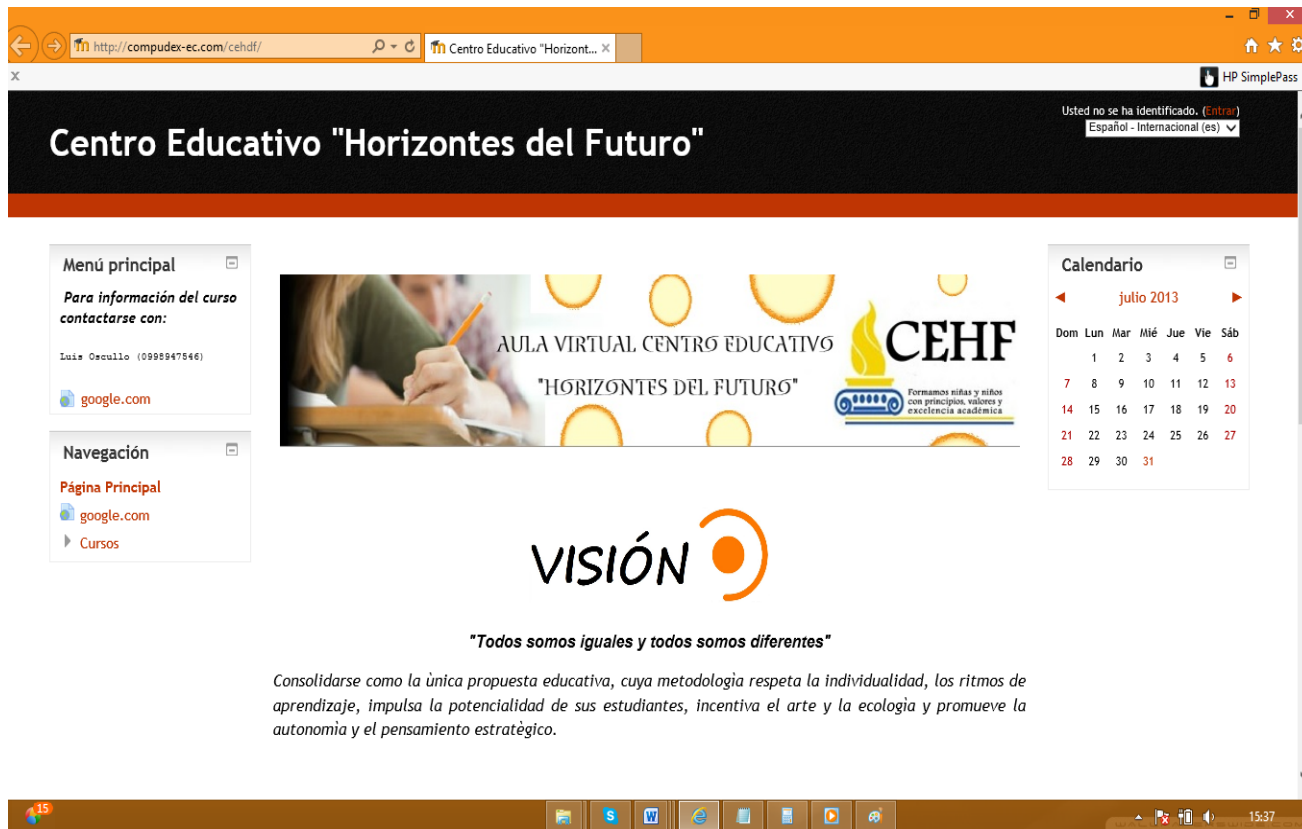 http://compudex-ec.com/cehdf/
Centro Educativo "Horizont...
x
HP SimplePass
Usted no se ha identificado. (Entrar)
Español - Internacional (es)
Centro Educativo "Horizontes del Futuro"
Menú principal
Para información del curso
contactarse con:
Luis Oscullo (0998947546)
google.com
Navegación
Página Principal
google.com
Cursos
AULA VIRTUAL CENTRO EDUCATIVO
"HORIZONTES DEL FUTURO"
CEHF
Formamos niñas y niños
con principios, valores y
excelencia académica
VISIÓN
"Todos somos iguales y todos somos diferentes"
Consolidarse como la ùnica propuesta educativa, cuya metodologìa respeta la individualidad, los ritmos de
aprendizaje, impulsa la potencialidad de sus estudiantes, incentiva el arte y la ecologìa y promueve la
autonomìa y el pensamiento estratègico.
Calendario
julio 2013
Dom Lun Mar Mié Jue Vie Sáb
1 2 3 4 5 6
7 8 9 10 11 12 13
14 15 16 17 18 19 20
21 22 23 24 25 26 27
28 29 30 31
15
15:37